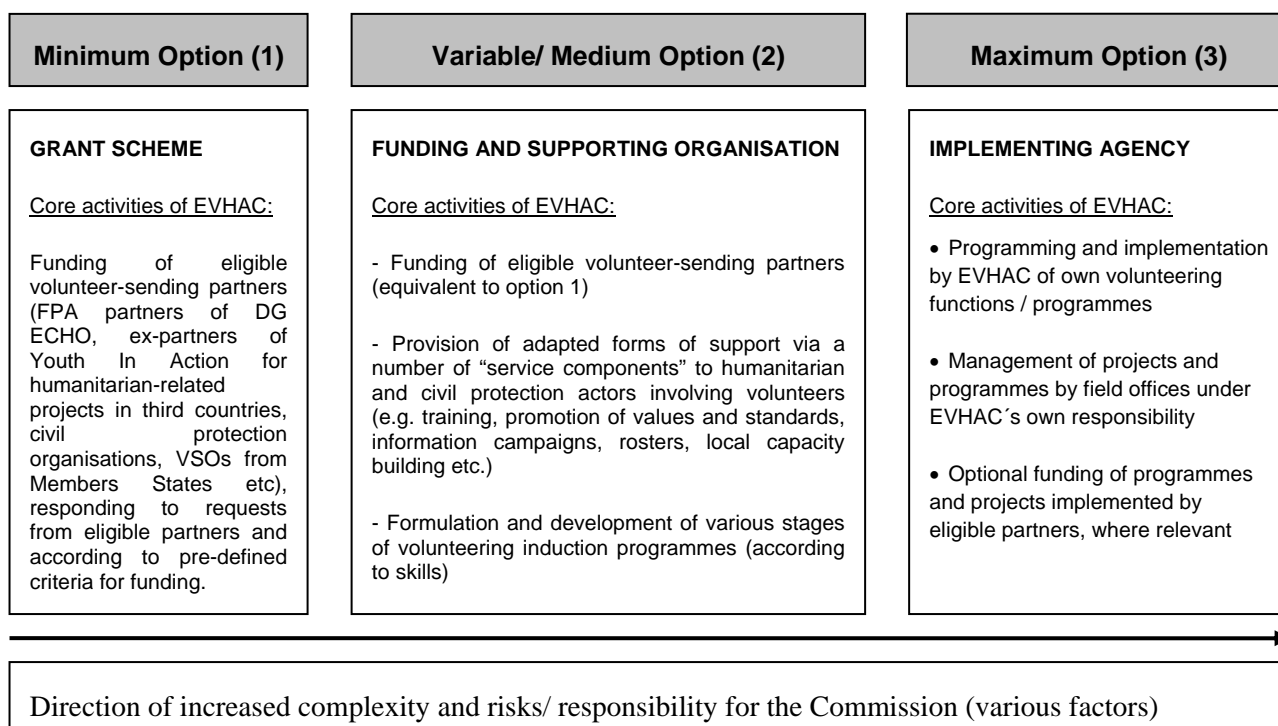 Minimum Option (1)
Variable/ Medium Option (2)
Maximum Option (3)
GRANT SCHEME
Core activities of EVHAC:
Funding of eligible
volunteer-sending partners
(FPA partners of DG
ECHO, ex-partners of
Youth In Action for
humanitarian-related
projects in third countries,
civil protection
organisations, VSOs from
Members States etc),
responding to requests
from eligible partners and
according to pre-defined
criteria for funding.
FUNDING AND SUPPORTING ORGANISATION
Core activities of EVHAC:
- Funding of eligible volunteer-sending partners
(equivalent to option 1)
- Provision of adapted forms of support via a
number of “service components” to humanitarian
and civil protection actors involving volunteers
(e.g. training, promotion of values and standards,
information campaigns, rosters, local capacity
building etc.)
- Formulation and development of various stages
of volunteering induction programmes (according
to skills)
IMPLEMENTING AGENCY
Core activities of EVHAC:
• Programming and implementation
by EVHAC of own volunteering
functions / programmes
• Management of projects and
programmes by field offices under
EVHAC´s own responsibility
• Optional funding of programmes
and projects implemented by
eligible partners, where relevant
Direction of increased complexity and risks/ responsibility for the Commission (various factors)